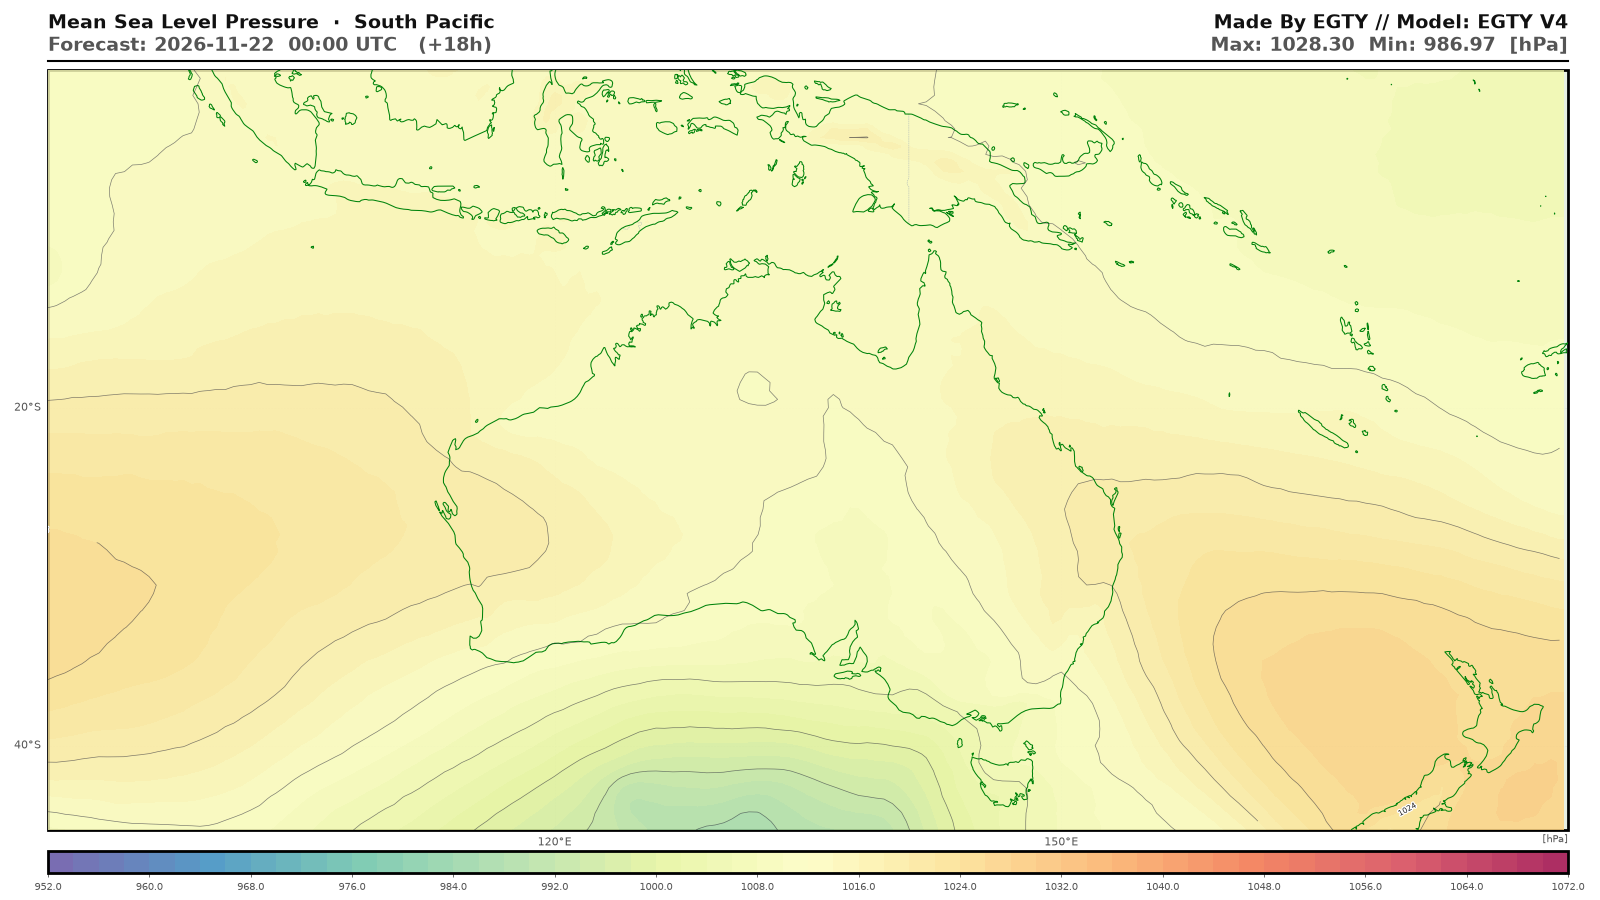 Mean Sea Level Pressure · South Pacific
Made By EGTY // Model: EGTY V4
Forecast: 2026-11-22 00:00 UTC (+18h)
Max: 1028.30 Min: 986.97 [hPa]
20°S
40°S
1024
120°E
150°E
[hPa]
952.0 960.0 968.0 976.0 984.0 992.0 1000.0 1008.0 1016.0 1024.0 1032.0 1040.0 1048.0 1056.0 1064.0 1072.0